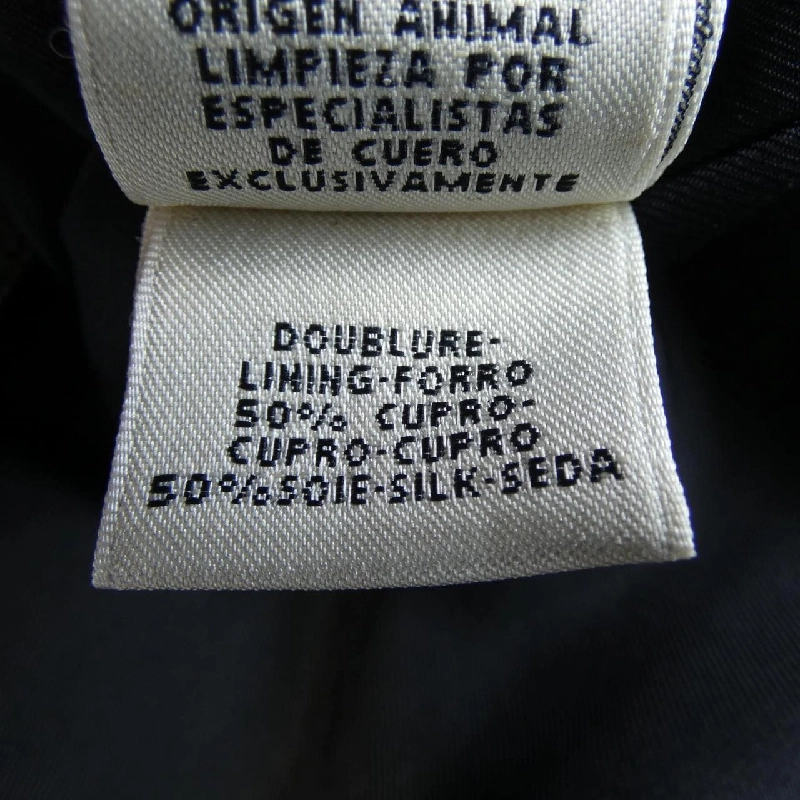 ORIGEN ANIMAL
LIMPIEZA POR
ESPECIALISTAS
DE CUERO
EXCLUSIVAMENTE
DOUBLURE-
LINING-FORRO
50% CUPRO-
CUPRO-CUPRO
50%SOIE-SILK-SEDA